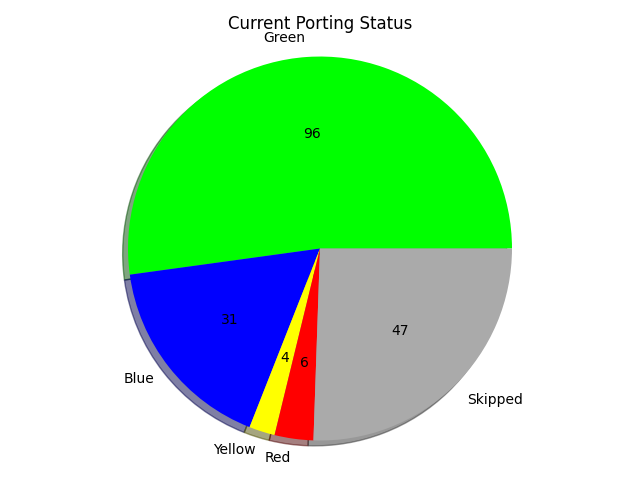 Current Porting Status
Green
96
31
4
6
47
Blue
Yellow
Red
Skipped